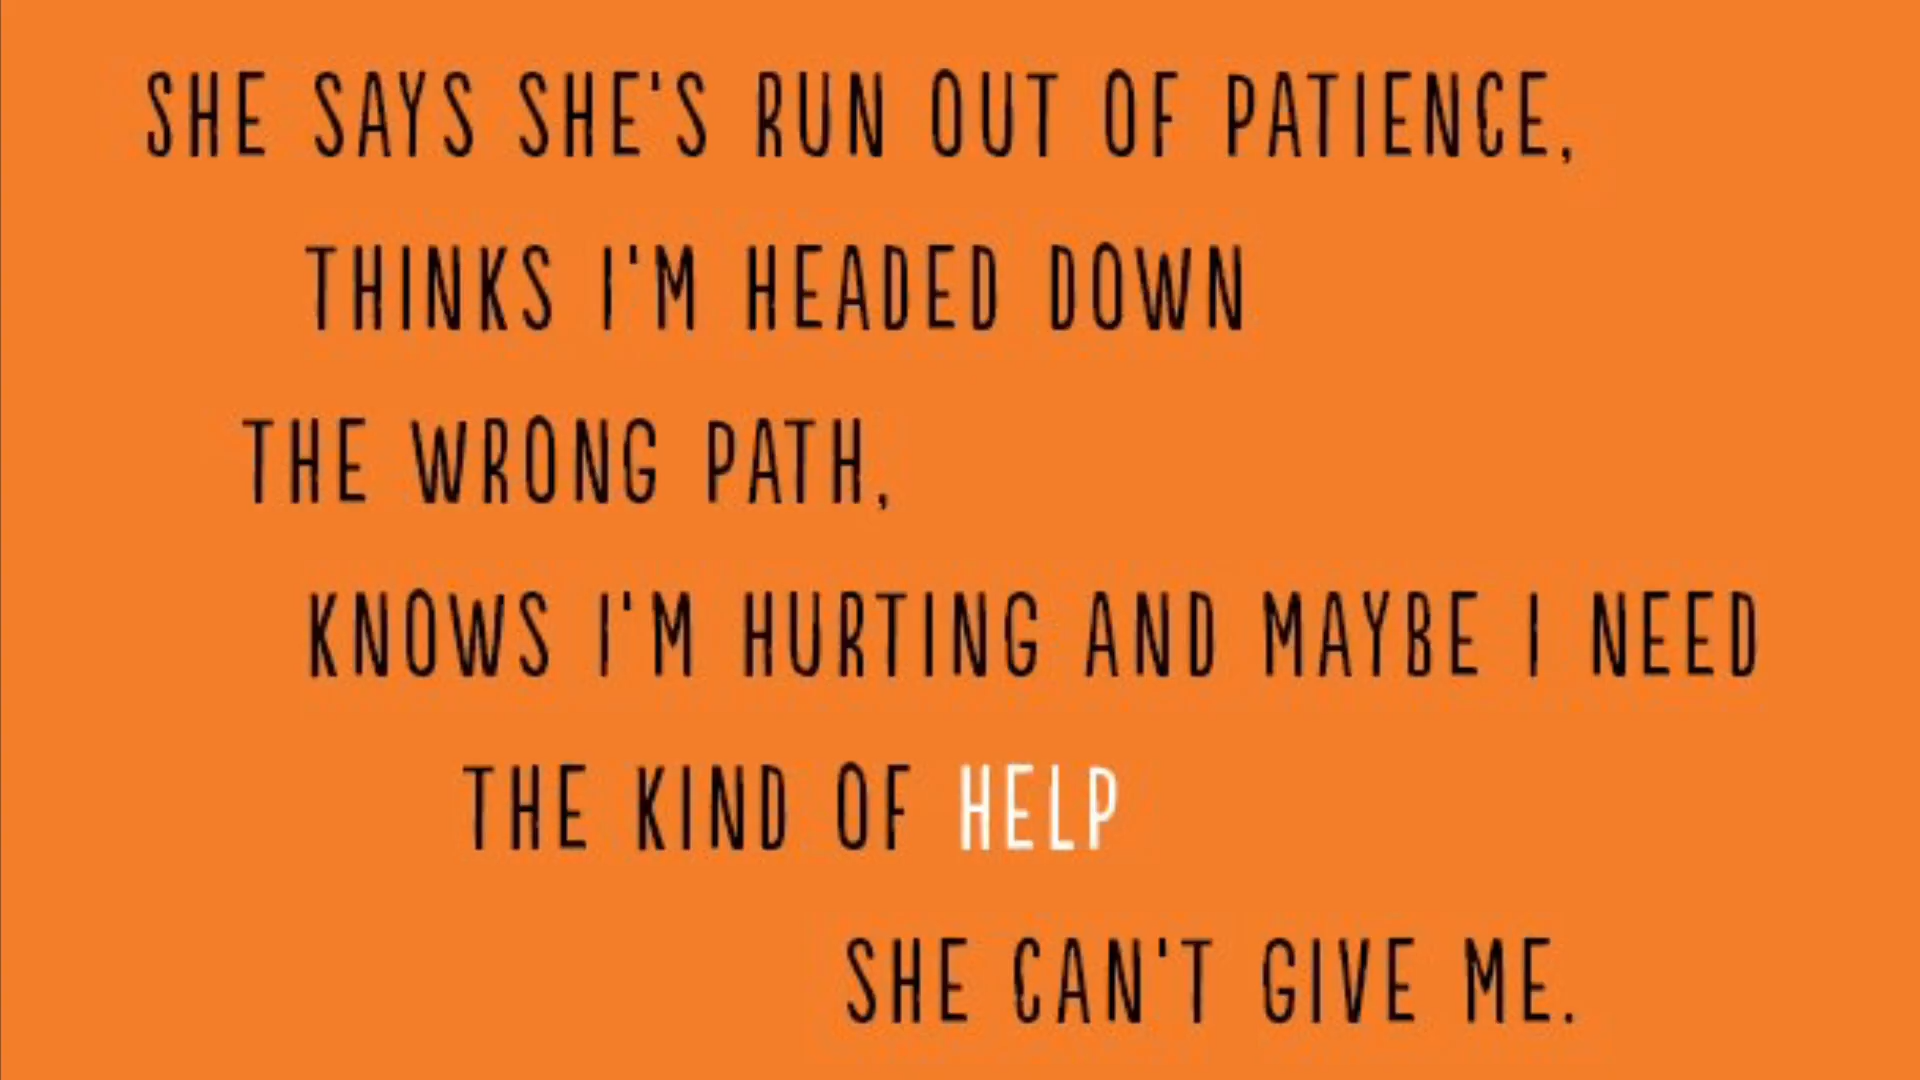 SHE SAYS SHE'S RUN OUT OF PATIENCE,
THINKS I'M HEADED DOWN
THE WRONG PATH,
KNOWS I'M HURTING AND MAYBE I NEED
THE KIND OF HELP
SHE CAN'T GIVE ME.